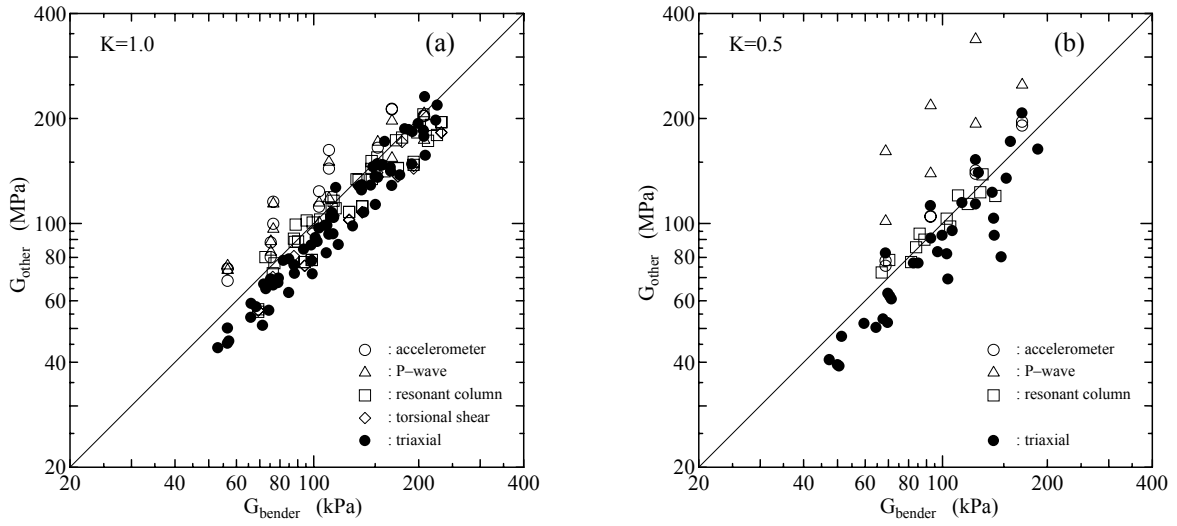 400
K=1.0
(a)
200
100
80
60
40
20
G_other (MPa)
○ : accelerometer
△ : P−wave
□ : resonant column
◇ : torsional shear
● : triaxial
20 40 60 80 100 200 400
G_bender (kPa)
400
K=0.5
(b)
200
100
80
60
40
20
G_other (MPa)
○ : accelerometer
△ : P−wave
□ : resonant column
● : triaxial
20 40 60 80 100 200 400
G_bender (kPa)